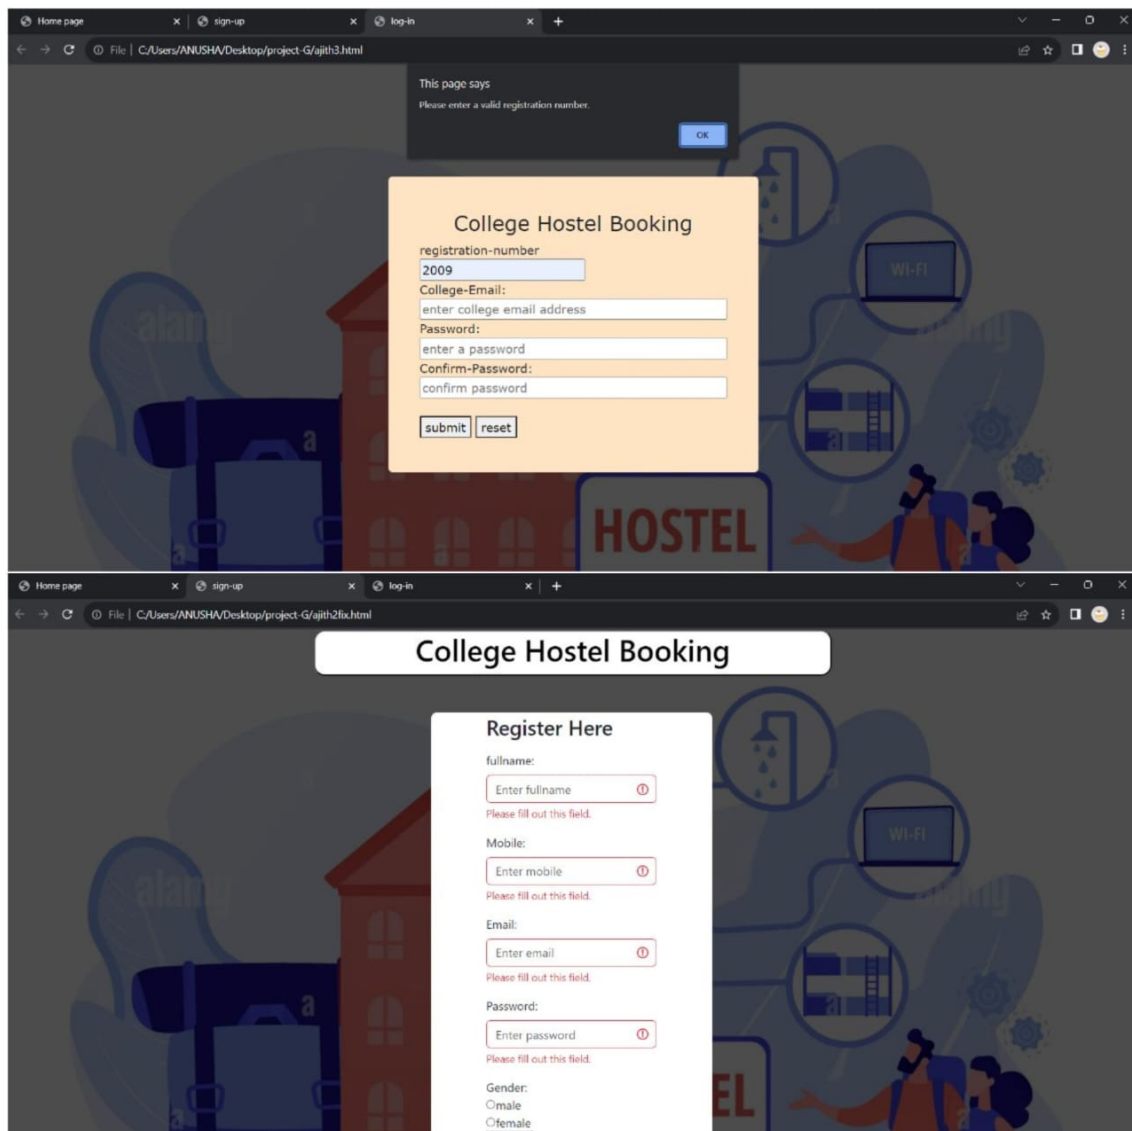 Home page
sign-up
log-in
File | C:/Users/ANUSHA/Desktop/project-G/ajith3.html
This page says
Please enter a valid registration number.
OK
College Hostel Booking
registration-number
2009
College-Email:
enter college email address
Password:
enter a password
Confirm-Password:
confirm password
submit reset
WI-FI
alamy
alamy
a
a
a
a
HOSTEL
Home page
sign-up
log-in
File | C:/Users/ANUSHA/Desktop/project-G/ajith2fix.html
College Hostel Booking
Register Here
fullname:
Enter fullname
Please fill out this field.
Mobile:
Enter mobile
Please fill out this field.
Email:
Enter email
Please fill out this field.
Password:
Enter password
Please fill out this field.
Gender:
male
female
WI-FI
alamy
a
a
a
EL